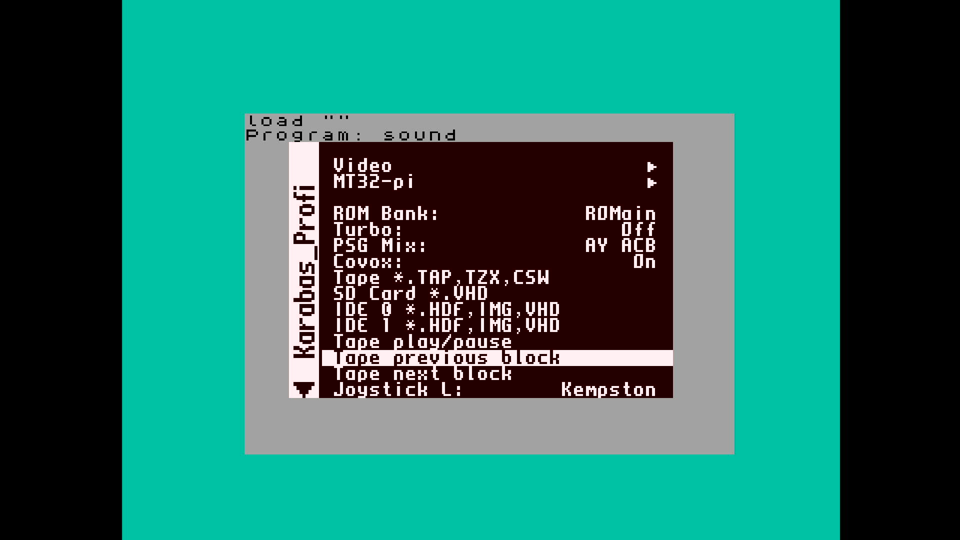 load ""
Program: sound
Karabas_Profi
Video
MT32-pi
ROM Bank: ROMain
Turbo: Off
PSG Mix: AY ACB
Covox: On
Tape *.TAP,TZX,CSW
SD Card *.VHD
IDE 0 *.HDF,IMG,VHD
IDE 1 *.HDF,IMG,VHD
Tape play/pause
Tape previous block
Tape next block
Joystick L: Kempston